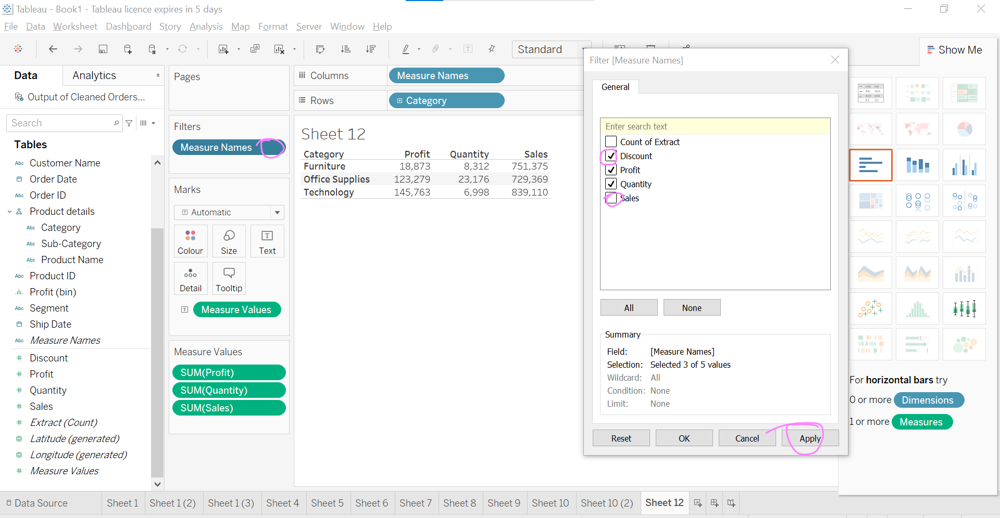 Tableau - Book1 - Tableau licence expires in 5 days
File Data Worksheet Dashboard Story Analysis Map Format Server Window Help
Standard
Show Me
Data Analytics
Output of Cleaned Orders...
Search
Tables
Abc Customer Name
Order Date
Abc Order ID
Product details
Abc Category
Abc Sub-Category
Abc Product Name
Abc Product ID
Profit (bin)
Abc Segment
Ship Date
Abc Measure Names
# Discount
# Profit
# Quantity
# Sales
# Extract (Count)
Latitude (generated)
Longitude (generated)
# Measure Values
Pages
Filters
Measure Names
Marks
Automatic
Colour Size Text
Detail Tooltip
Measure Values
Measure Values
SUM(Profit)
SUM(Quantity)
SUM(Sales)
Columns Measure Names
Rows Category
Sheet 12
Category Profit Quantity Sales
Furniture 18,873 8,312 751,375
Office Supplies 123,279 23,176 729,369
Technology 145,763 6,998 839,110
Filter [Measure Names]
General
Enter search text
Count of Extract
Discount
Profit
Quantity
Sales
All None
Summary
Field: [Measure Names]
Selection: Selected 3 of 5 values
Wildcard: All
Condition: None
Limit: None
Reset OK Cancel Apply
For horizontal bars try
0 or more Dimensions
1 or more Measures
Data Source Sheet 1 Sheet 1 (2) Sheet 1 (3) Sheet 4 Sheet 5 Sheet 6 Sheet 7 Sheet 8 Sheet 9 Sheet 10 Sheet 10 (2) Sheet 12